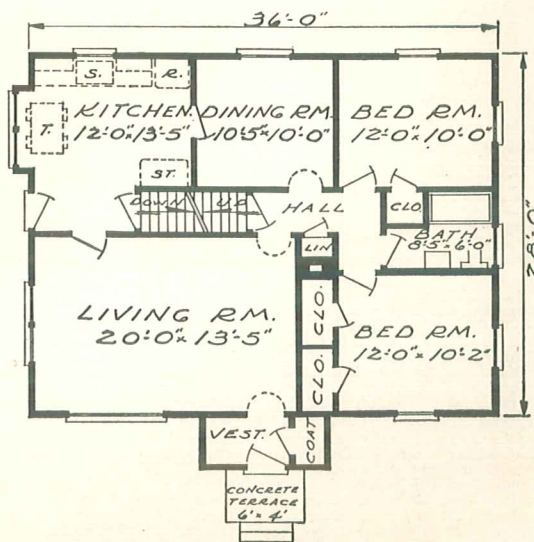 36'-0"
S.
R.
T.
KITCHEN
12'-0"x13'-5"
DINING RM.
10'-5"x10'-0"
BED RM.
12'-0"x10'-0"
ST.
DOWN
UP
HALL
CLO.
LIN.
BATH
8'-5"x6'-0"
28'-0"
LIVING RM.
20'-0"x13'-5"
CLO.
CLO.
BED RM.
12'-0"x10'-2"
VEST.
COAT
CONCRETE
TERRACE
6'x4'